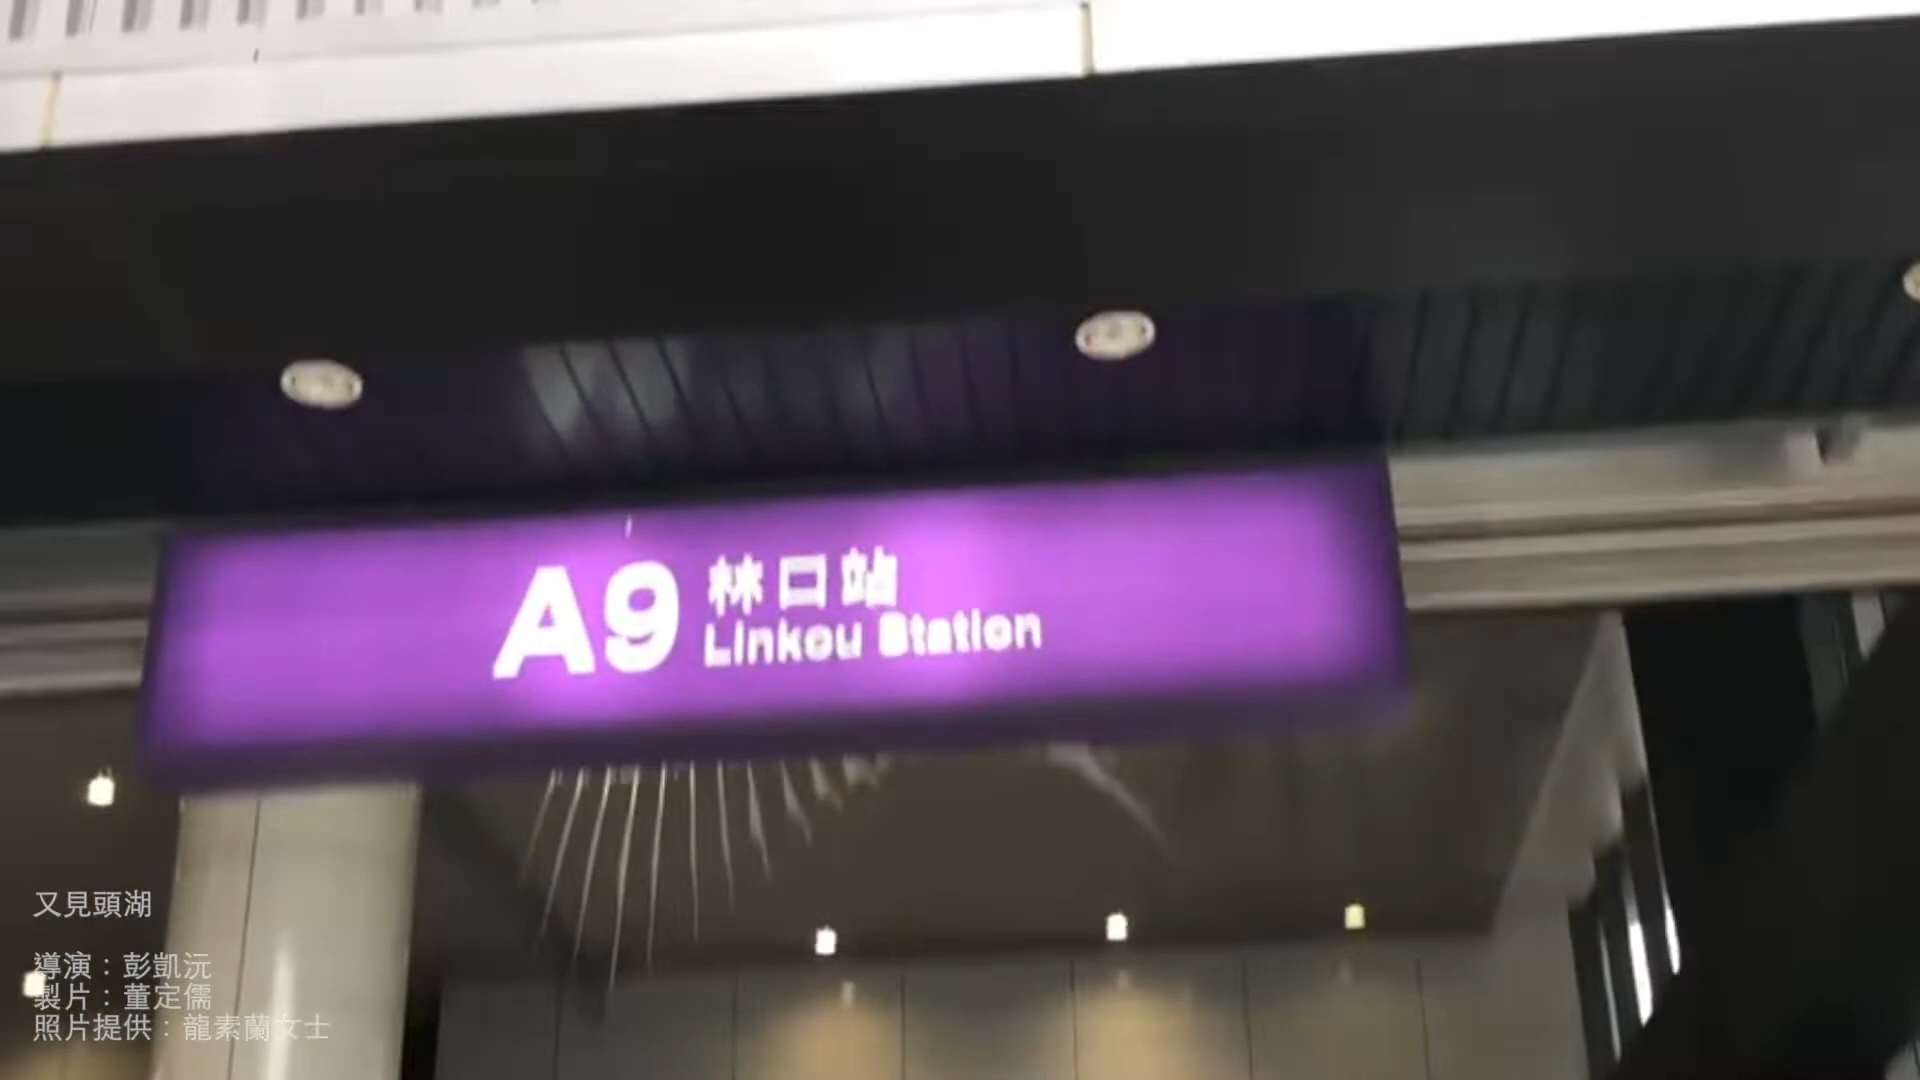 A9 林口站
Linkou Station
又見頭湖
導演：彭凱沅
製片：董定儒
照片提供：龍素蘭女士